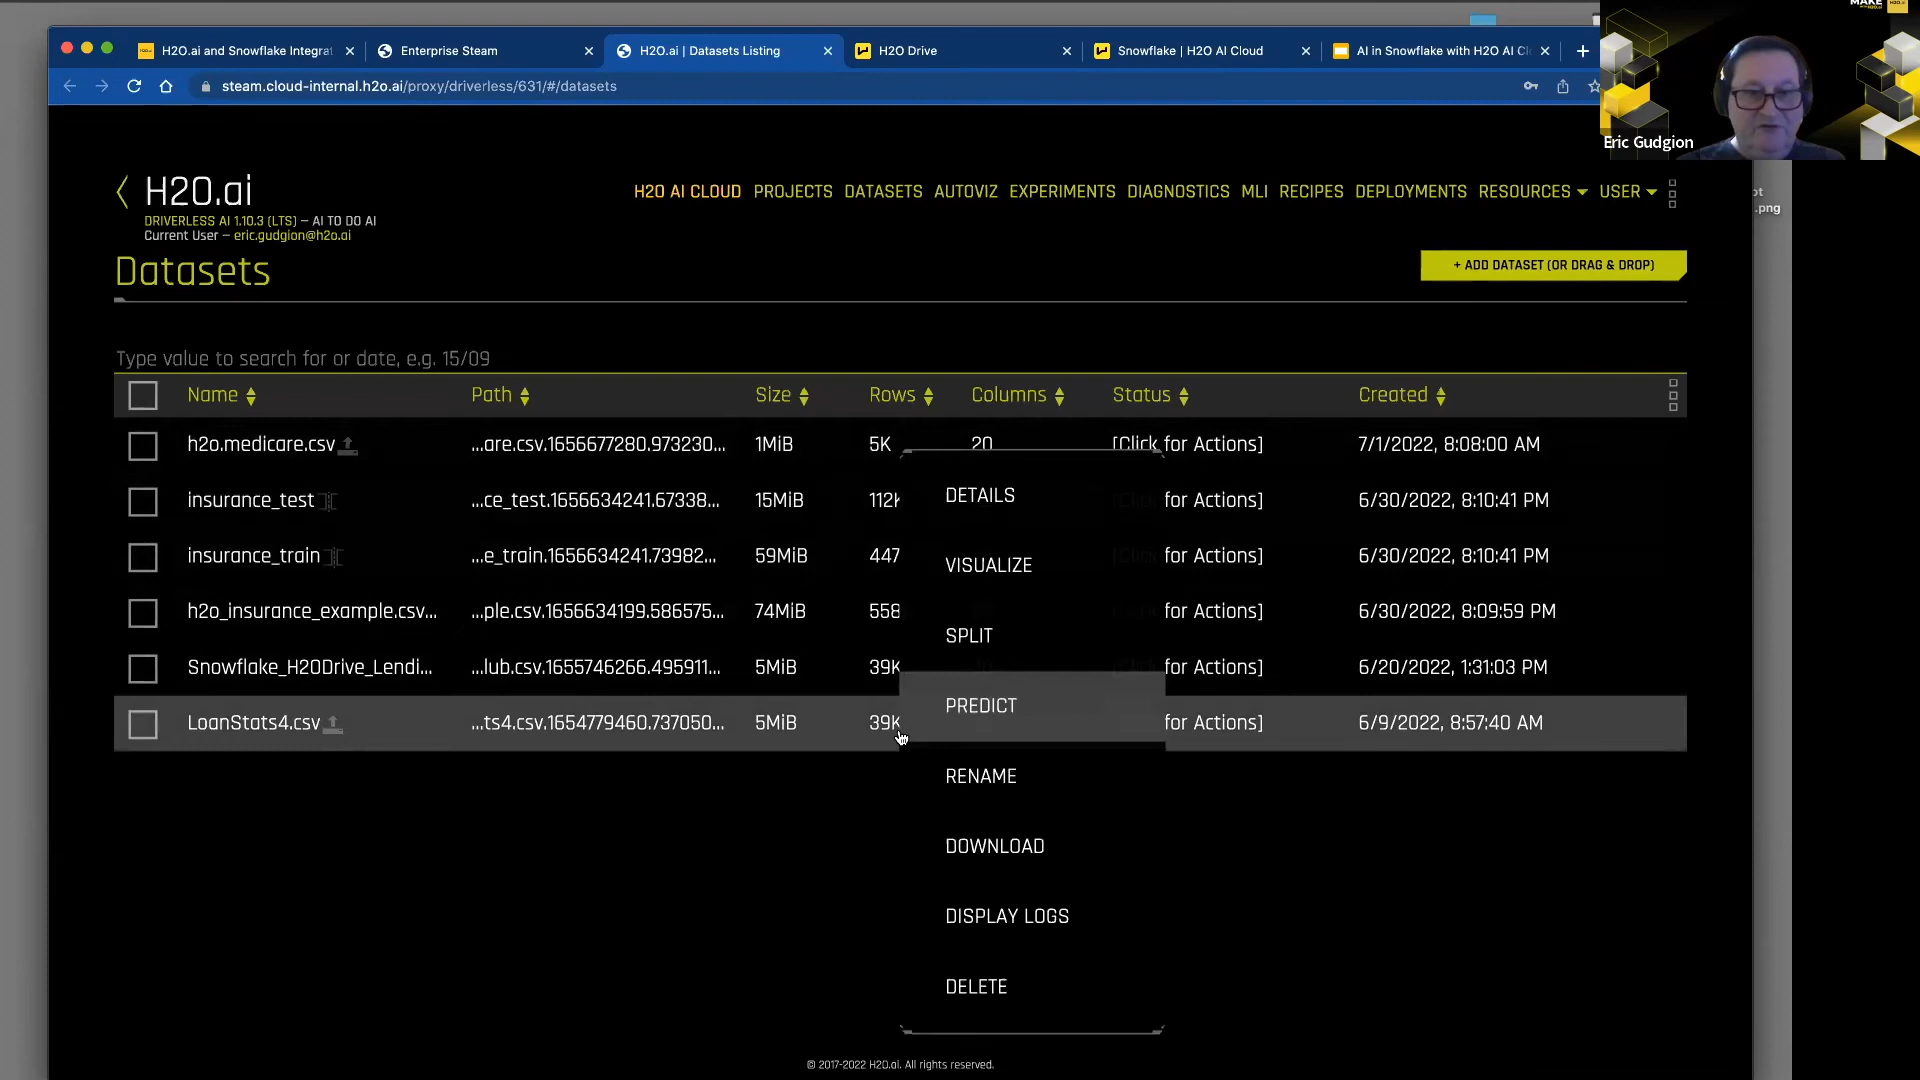 MAKE
H2O.ai and Snowflake Integrat
Enterprise Steam
H2O.ai | Datasets Listing
H2O Drive
Snowflake | H2O AI Cloud
AI in Snowflake with H2O AI Cl
steam.cloud-internal.h2o.ai/proxy/driverless/631/#/datasets
Eric Gudgion
.png
H2O.ai
DRIVERLESS AI 1.10.3 (LTS) — AI TO DO AI
Current User — eric.gudgion@h2o.ai
H2O AI CLOUD PROJECTS DATASETS AUTOVIZ EXPERIMENTS DIAGNOSTICS MLI RECIPES DEPLOYMENTS RESOURCES USER
Datasets
+ ADD DATASET (OR DRAG & DROP)
Type value to search for or date, e.g. 15/09
Name Path Size Rows Columns Status Created
h2o.medicare.csv ...are.csv.1656677280.973230... 1MiB 5K 20 [Click for Actions] 7/1/2022, 8:08:00 AM
insurance_test ...ce_test.1656634241.67338... 15MiB 112K [Click for Actions] 6/30/2022, 8:10:41 PM
insurance_train ...e_train.1656634241.73982... 59MiB 447 [Click for Actions] 6/30/2022, 8:10:41 PM
h2o_insurance_example.csv... ...ple.csv.1656634199.586575... 74MiB 558 for Actions] 6/30/2022, 8:09:59 PM
Snowflake_H2ODrive_Lendi... ...lub.csv.1655746266.495911... 5MiB 39K for Actions] 6/20/2022, 1:31:03 PM
LoanStats4.csv ...ts4.csv.1654779460.737050... 5MiB 39K for Actions] 6/9/2022, 8:57:40 AM
DETAILS
VISUALIZE
SPLIT
PREDICT
RENAME
DOWNLOAD
DISPLAY LOGS
DELETE
© 2017-2022 H2O.ai. All rights reserved.